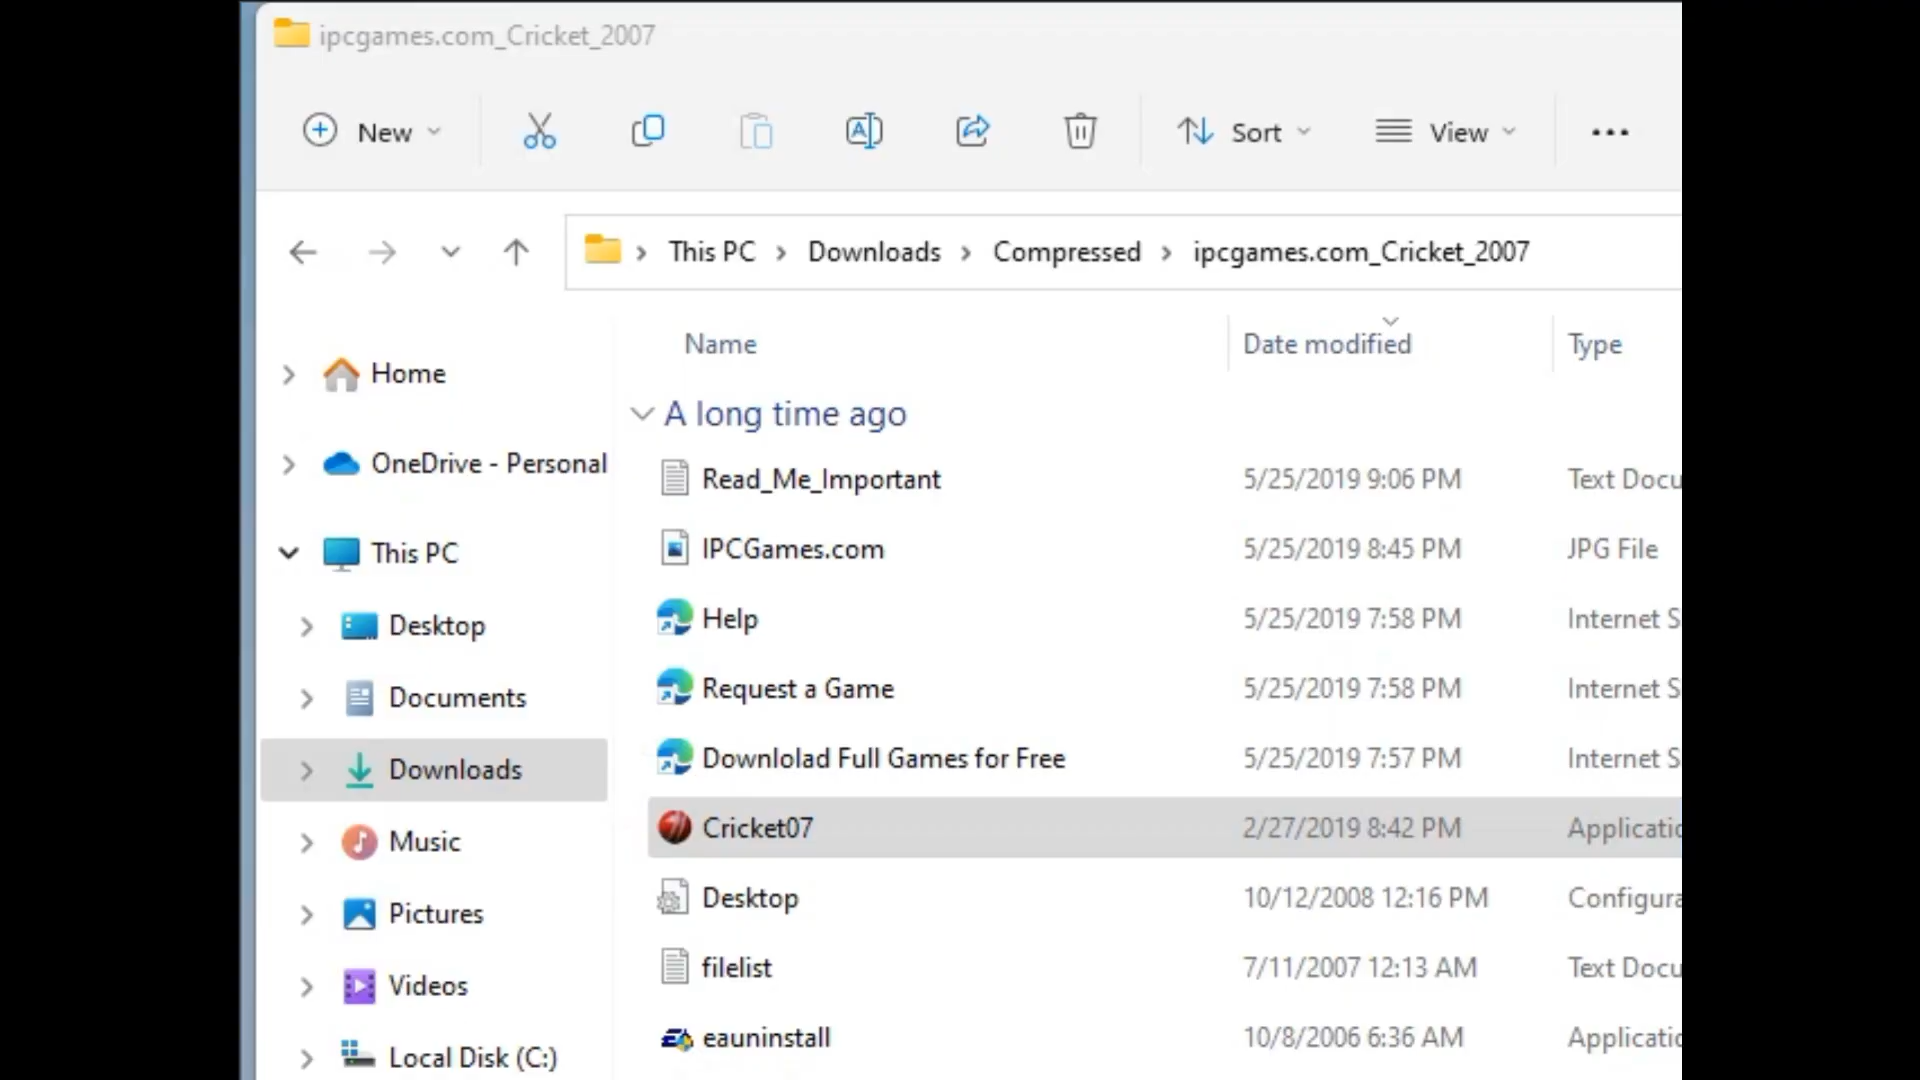 ipcgames.com_Cricket_2007
New
Sort
View
This PC > Downloads > Compressed > ipcgames.com_Cricket_2007
Name Date modified Type
Home
OneDrive - Personal
This PC
Desktop
Documents
Downloads
Music
Pictures
Videos
Local Disk (C:)
A long time ago
Read_Me_Important 5/25/2019 9:06 PM Text Docu
IPCGames.com 5/25/2019 8:45 PM JPG File
Help 5/25/2019 7:58 PM Internet S
Request a Game 5/25/2019 7:58 PM Internet S
Downlolad Full Games for Free 5/25/2019 7:57 PM Internet S
Cricket07 2/27/2019 8:42 PM Applicatio
Desktop 10/12/2008 12:16 PM Configura
filelist 7/11/2007 12:13 AM Text Docu
eauninstall 10/8/2006 6:36 AM Applicatio